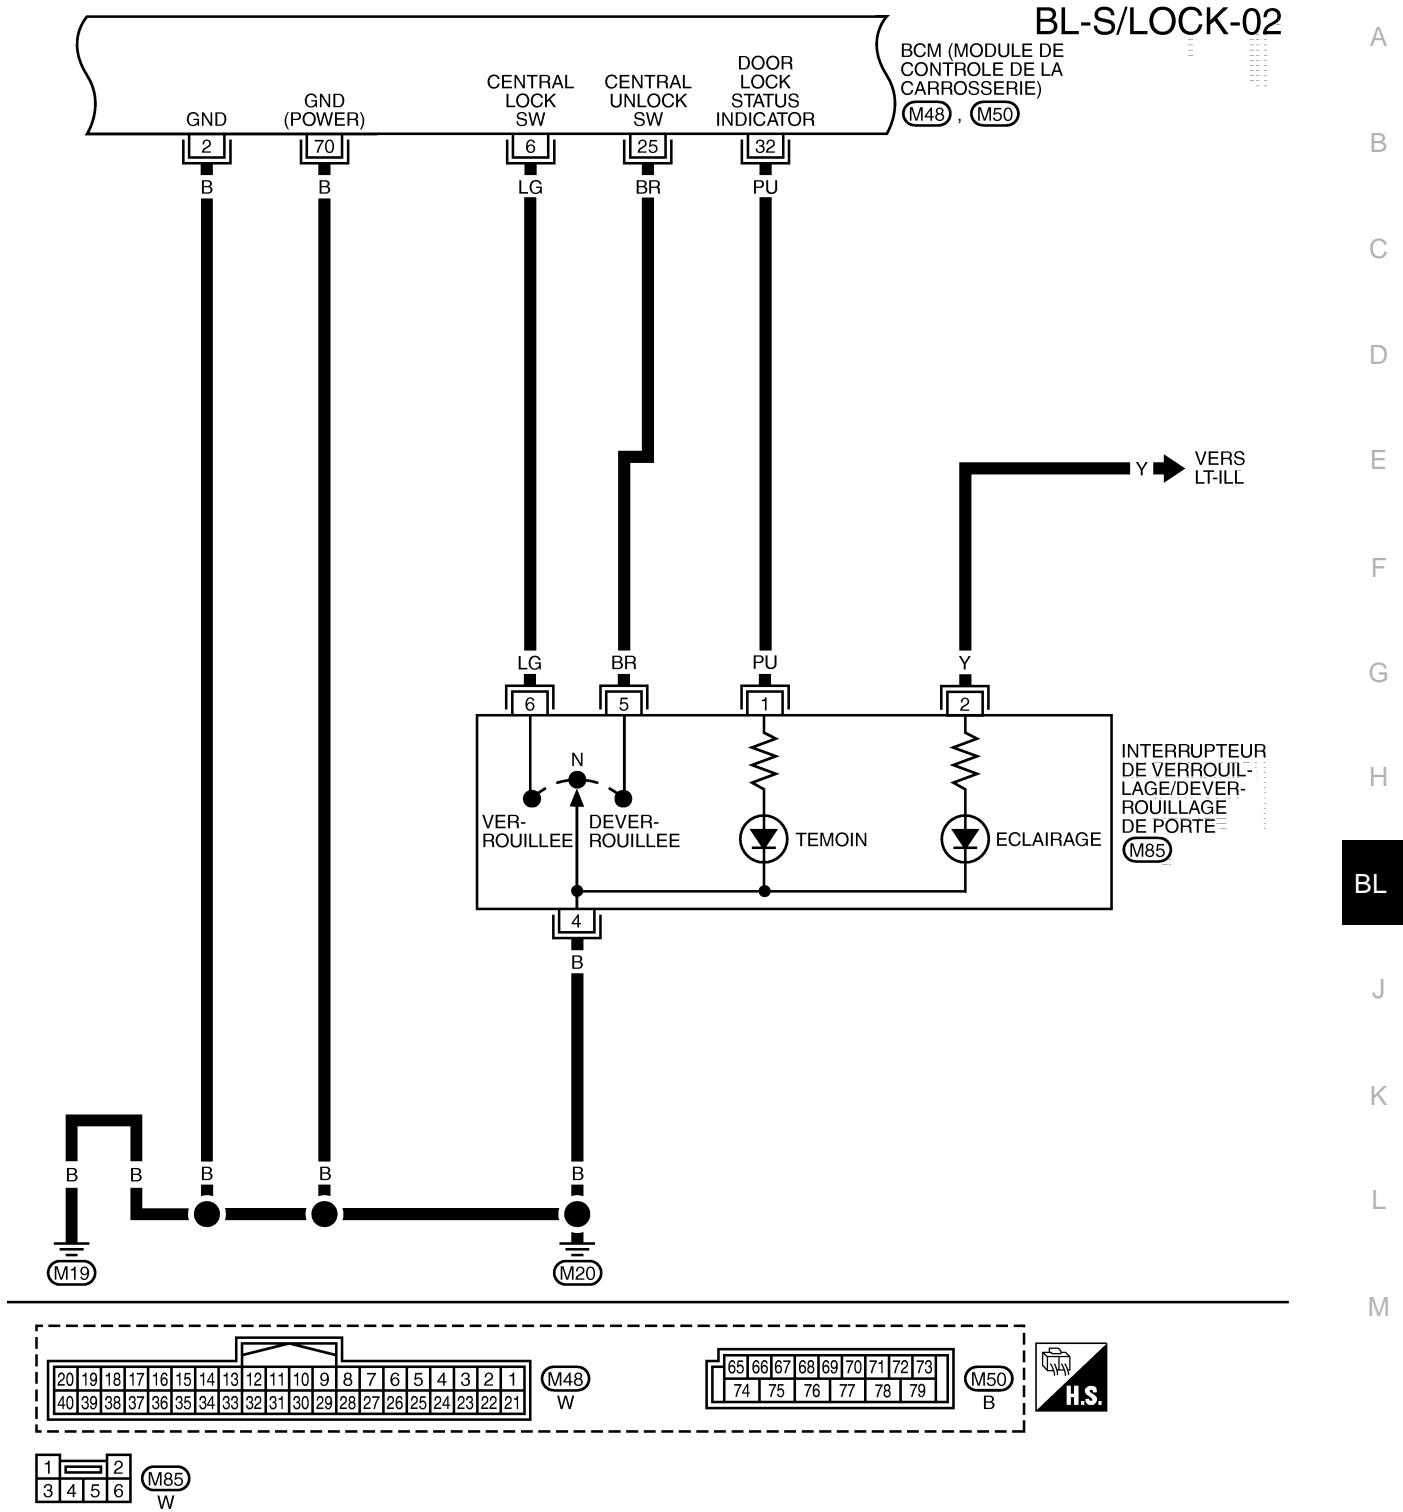 BL-S/LOCK-02
A
BCM (MODULE DE
CONTROLE DE LA
CARROSSERIE)
M48 , M50
GND
GND
(POWER)
CENTRAL
LOCK
SW
CENTRAL
UNLOCK
SW
DOOR
LOCK
STATUS
INDICATOR
B
2 70 6 25 32
B B LG BR PU
C
D
E
Y VERS
LT-ILL
F
LG BR PU Y
G
6 5 1 2
INTERRUPTEUR
DE VERROUIL-
LAGE/DEVER-
ROUILLAGE
DE PORTE
M85
H
N
VER-
ROUILLEE
DEVER-
ROUILLEE
TEMOIN
ECLAIRAGE
BL
4
B
J
K
B B B B B
L
M19 M20
M
20 19 18 17 16 15 14 13 12 11 10 9 8 7 6 5 4 3 2 1
40 39 38 37 36 35 34 33 32 31 30 29 28 27 26 25 24 23 22 21
M48
W
65 66 67 68 69 70 71 72 73
74 75 76 77 78 79
M50
B
H.S.
1 2
3 4 5 6
M85
W